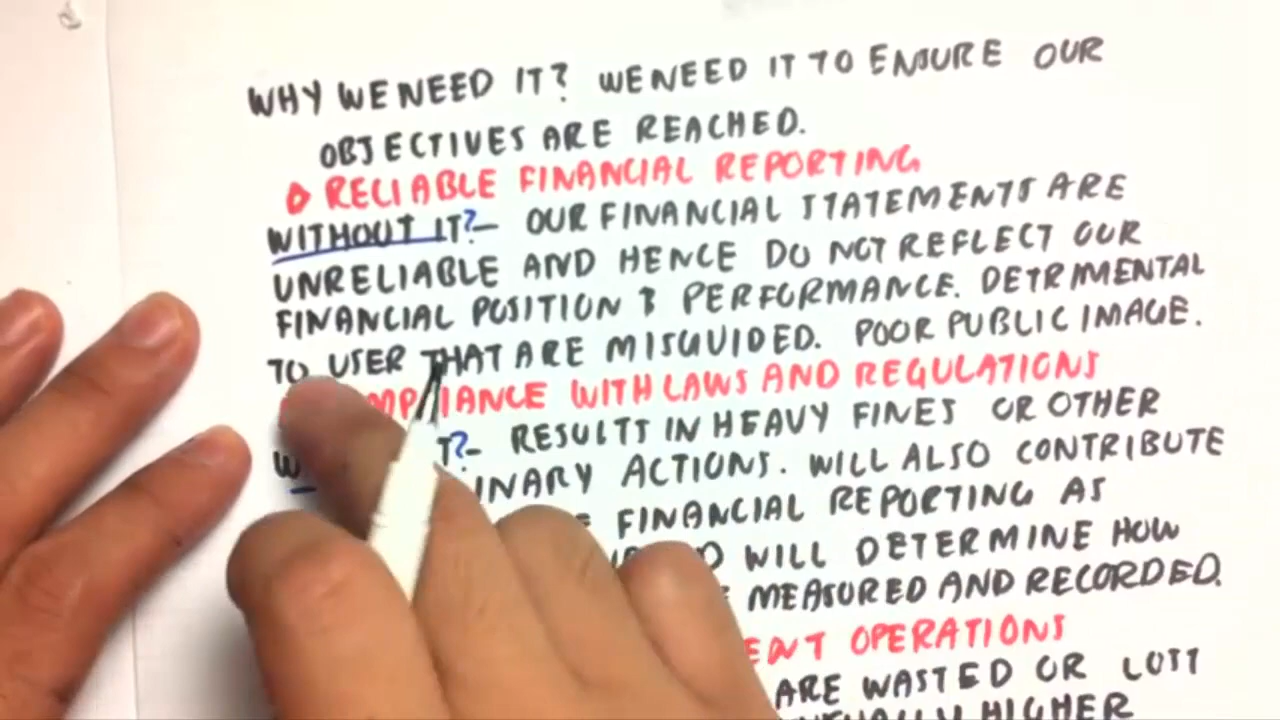 WHY WE NEED IT? WE NEED IT TO ENSURE OUR
OBJECTIVES ARE REACHED.
RELIABLE FINANCIAL REPORTING
WITHOUT IT?- OUR FINANCIAL STATEMENTS ARE
UNRELIABLE AND HENCE DO NOT REFLECT OUR
FINANCIAL POSITION & PERFORMANCE. DETRIMENTAL
TO USER THAT ARE MISGUIDED. POOR PUBLIC IMAGE.
MPLIANCE WITH LAWS AND REGULATIONS
W T?- RESULTS IN HEAVY FINES OR OTHER
INARY ACTIONS. WILL ALSO CONTRIBUTE
FINANCIAL REPORTING AS
WILL DETERMINE HOW
MEASURED AND RECORDED.
ENT OPERATIONS
ARE WASTED OR LOST
HIGHER